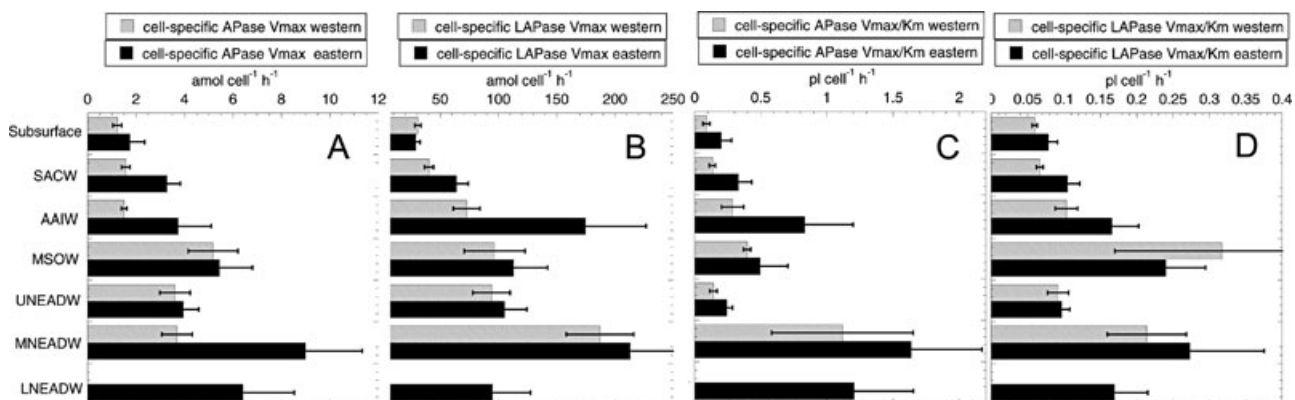 cell-specific APase Vmax western
cell-specific APase Vmax eastern
amol cell⁻¹ h⁻¹
0 2 4 6 8 10 12
cell-specific LAPase Vmax western
cell-specific LAPase Vmax eastern
amol cell⁻¹ h⁻¹
50 100 150 200 250
cell-specific APase Vmax/Km western
cell-specific APase Vmax/Km eastern
pl cell⁻¹ h⁻¹
0 0.5 1 1.5 2
cell-specific LAPase Vmax/Km western
cell-specific LAPase Vmax/Km eastern
pl cell⁻¹ h⁻¹
0 0.05 0.1 0.15 0.2 0.25 0.3 0.35 0.4
Subsurface
SACW
AAIW
MSOW
UNEADW
MNEADW
LNEADW
A
B
C
D